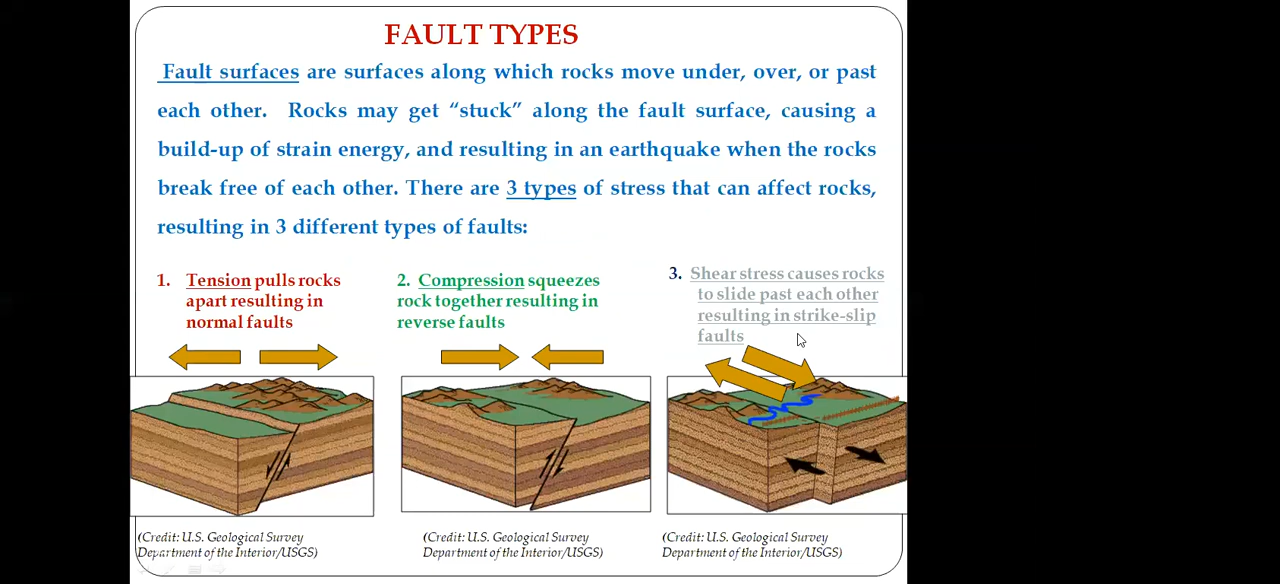 FAULT TYPES
Fault surfaces are surfaces along which rocks move under, over, or past
each other. Rocks may get “stuck” along the fault surface, causing a
build-up of strain energy, and resulting in an earthquake when the rocks
break free of each other. There are 3 types of stress that can affect rocks,
resulting in 3 different types of faults:
1. Tension pulls rocks
apart resulting in
normal faults
2. Compression squeezes
rock together resulting in
reverse faults
3. Shear stress causes rocks
to slide past each other
resulting in strike-slip
faults
(Credit: U.S. Geological Survey
Department of the Interior/USGS)
(Credit: U.S. Geological Survey
Department of the Interior/USGS)
(Credit: U.S. Geological Survey
Department of the Interior/USGS)